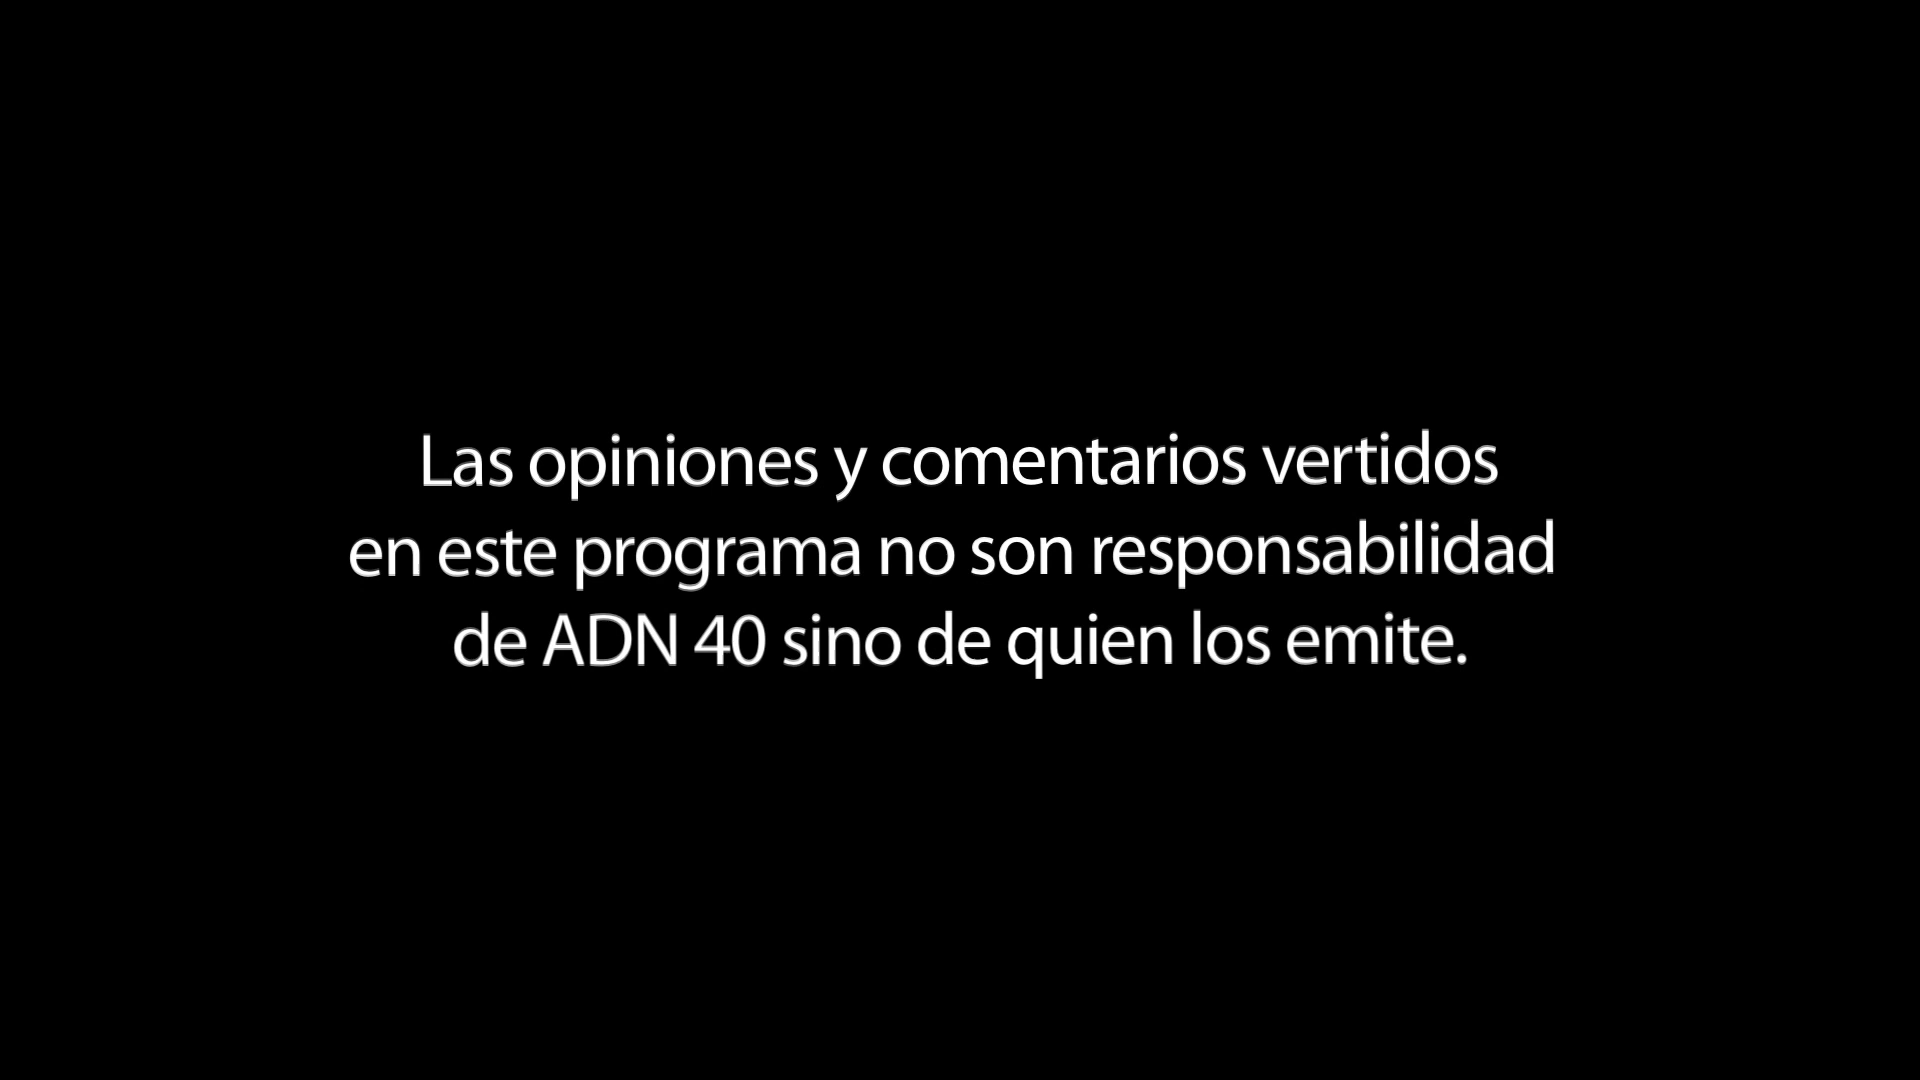 Las opiniones y comentarios vertidos
en este programa no son responsabilidad
de ADN 40 sino de quien los emite.